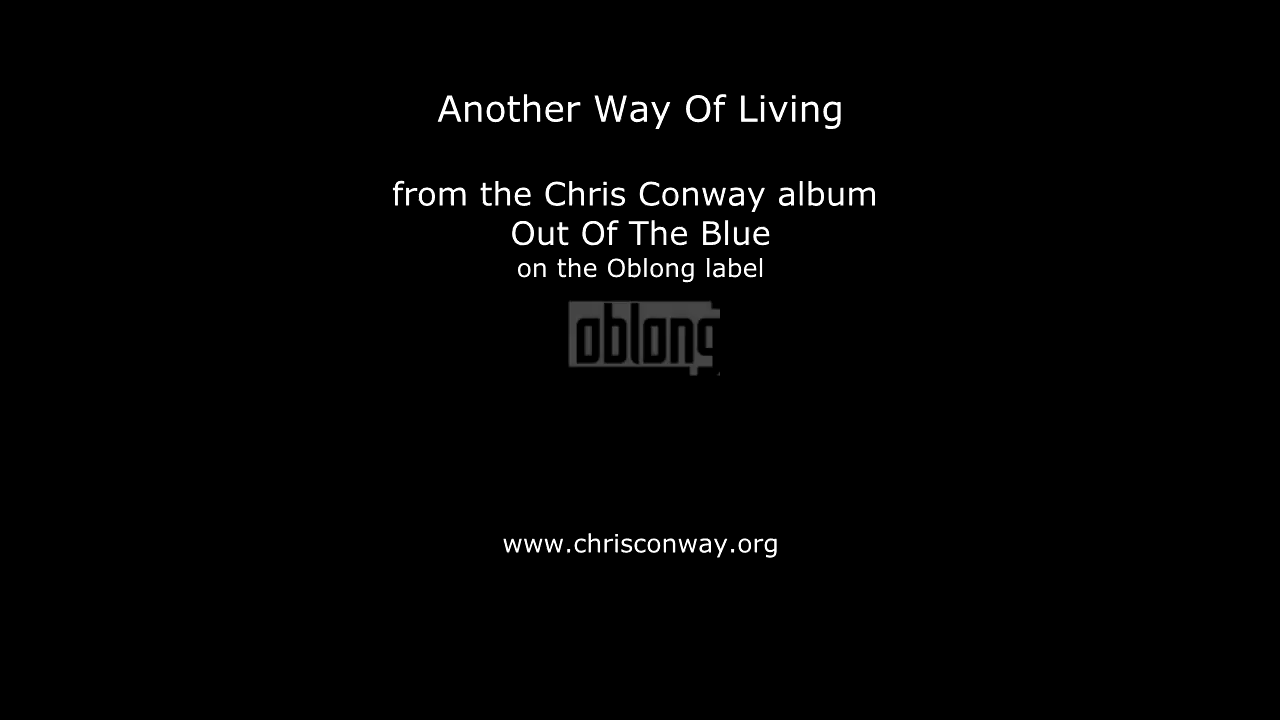 Another Way Of Living
from the Chris Conway album
Out Of The Blue
on the Oblong label
oblong
www.chrisconway.org